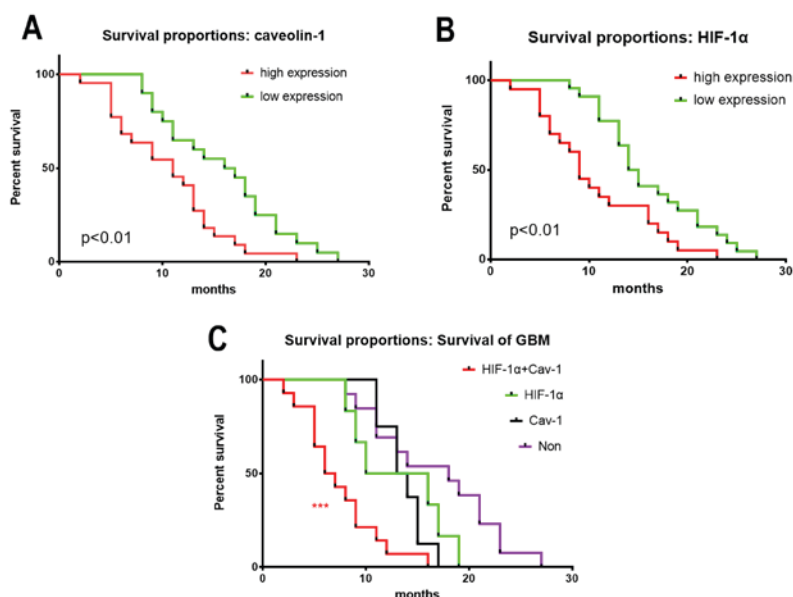 A
Survival proportions: caveolin-1
high expression
low expression
Percent survival
100
50
0
p<0.01
0 10 20 30
months
B
Survival proportions: HIF-1α
high expression
low expression
Percent survival
100
50
0
p<0.01
0 10 20 30
months
C
Survival proportions: Survival of GBM
HIF-1α+Cav-1
HIF-1α
Cav-1
Non
Percent survival
100
50
0
***
0 10 20 30
months